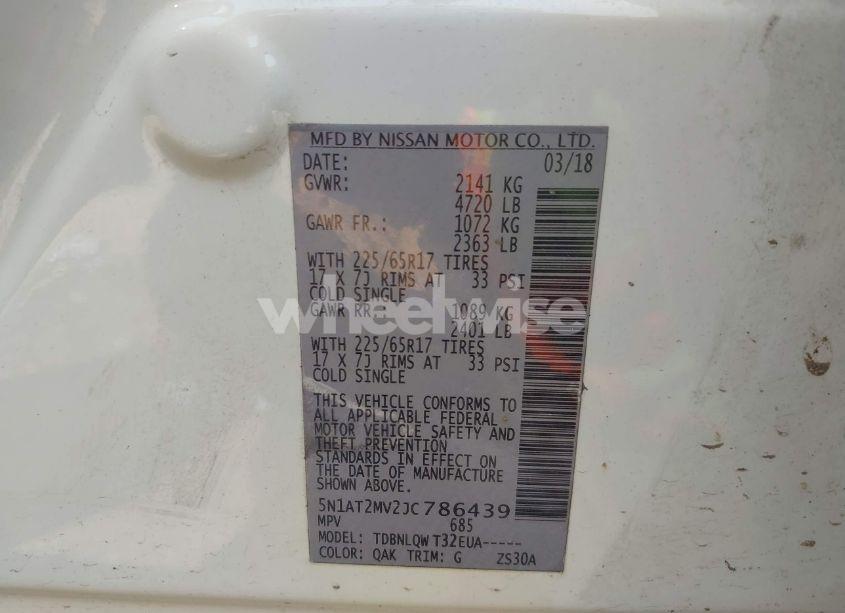 MFD BY NISSAN MOTOR CO., LTD.
DATE: 03/18
GVWR: 2141 KG
4720 LB
GAWR FR.: 1072 KG
2363 LB
WITH 225/65R17 TIRES
17 X 7J RIMS AT 33 PSI
COLD SINGLE
GAWR RR.: 1089 KG
2401 LB
wheelwise
WITH 225/65R17 TIRES
17 X 7J RIMS AT 33 PSI
COLD SINGLE
THIS VEHICLE CONFORMS TO
ALL APPLICABLE FEDERAL
MOTOR VEHICLE SAFETY AND
THEFT PREVENTION
STANDARDS IN EFFECT ON
THE DATE OF MANUFACTURE
SHOWN ABOVE.
5N1AT2MV2JC786439
MPV 685
MODEL: TDBNLQW T32EUA-----
COLOR: QAK TRIM: G ZS30A